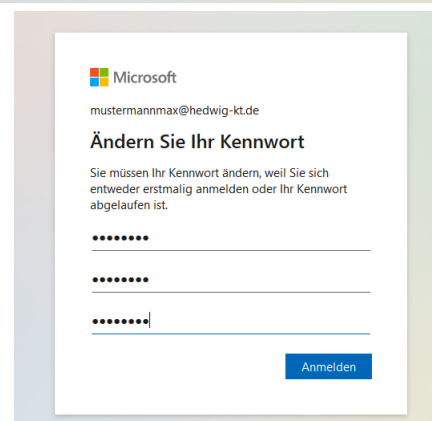 Microsoft
mustermannmax@hedwig-kt.de
Ändern Sie Ihr Kennwort
Sie müssen Ihr Kennwort ändern, weil Sie sich
entweder erstmalig anmelden oder Ihr Kennwort
abgelaufen ist.
••••••••
••••••••
••••••••
Anmelden